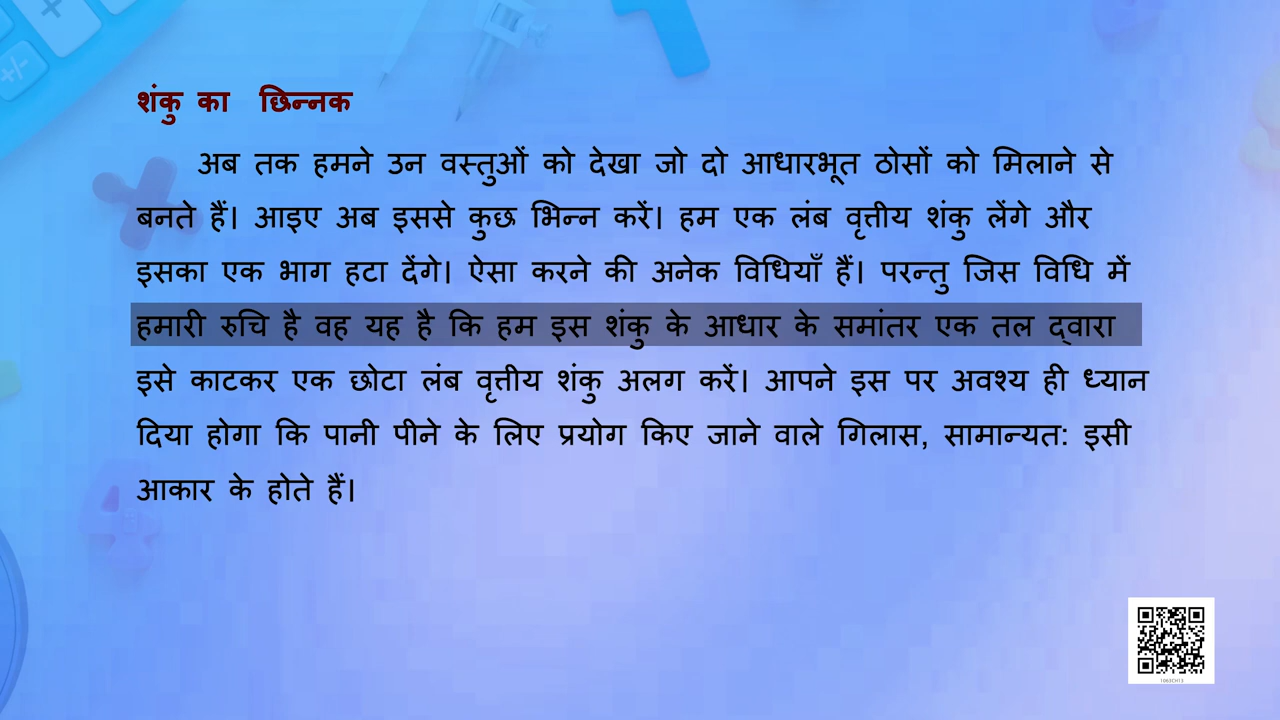 शंकु का छिन्नक
अब तक हमने उन वस्तुओं को देखा जो दो आधारभूत ठोसों को मिलाने से
बनते हैं। आइए अब इससे कुछ भिन्न करें। हम एक लंब वृत्तीय शंकु लेंगे और
इसका एक भाग हटा देंगे। ऐसा करने की अनेक विधियाँ हैं। परन्तु जिस विधि में
हमारी रुचि है वह यह है कि हम इस शंकु के आधार के समांतर एक तल द्वारा
इसे काटकर एक छोटा लंब वृत्तीय शंकु अलग करें। आपने इस पर अवश्य ही ध्यान
दिया होगा कि पानी पीने के लिए प्रयोग किए जाने वाले गिलास, सामान्यत: इसी
आकार के होते हैं।
1063CH13